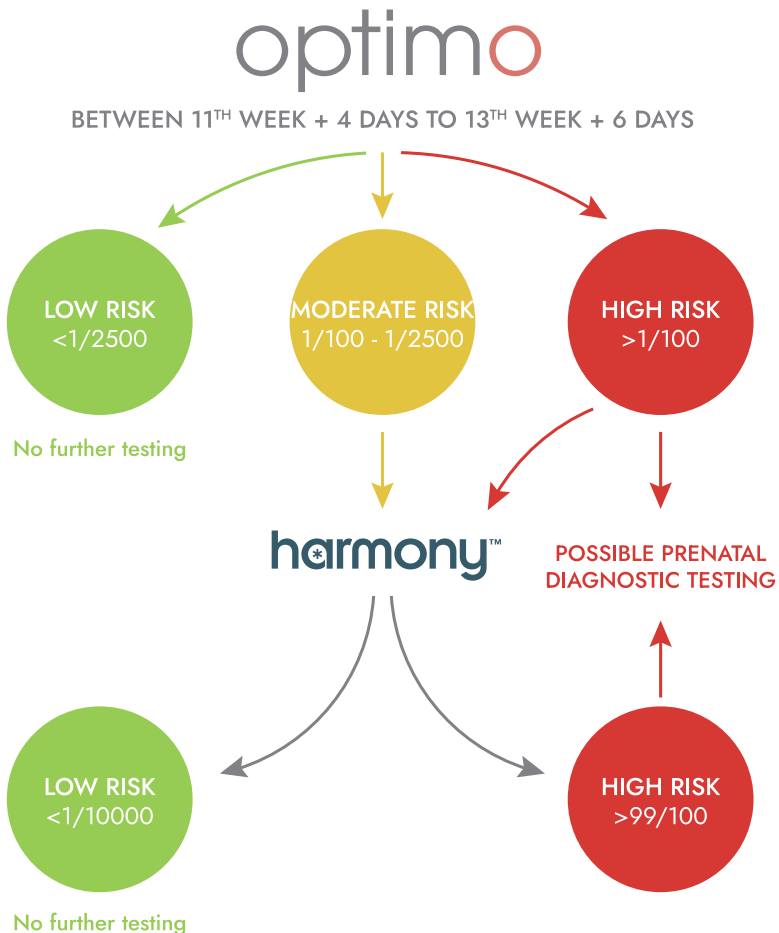 optimo
BETWEEN 11TH WEEK + 4 DAYS TO 13TH WEEK + 6 DAYS
LOW RISK
<1/2500
MODERATE RISK
1/100 - 1/2500
HIGH RISK
>1/100
No further testing
harmony™
POSSIBLE PRENATAL
DIAGNOSTIC TESTING
LOW RISK
<1/10000
HIGH RISK
>99/100
No further testing